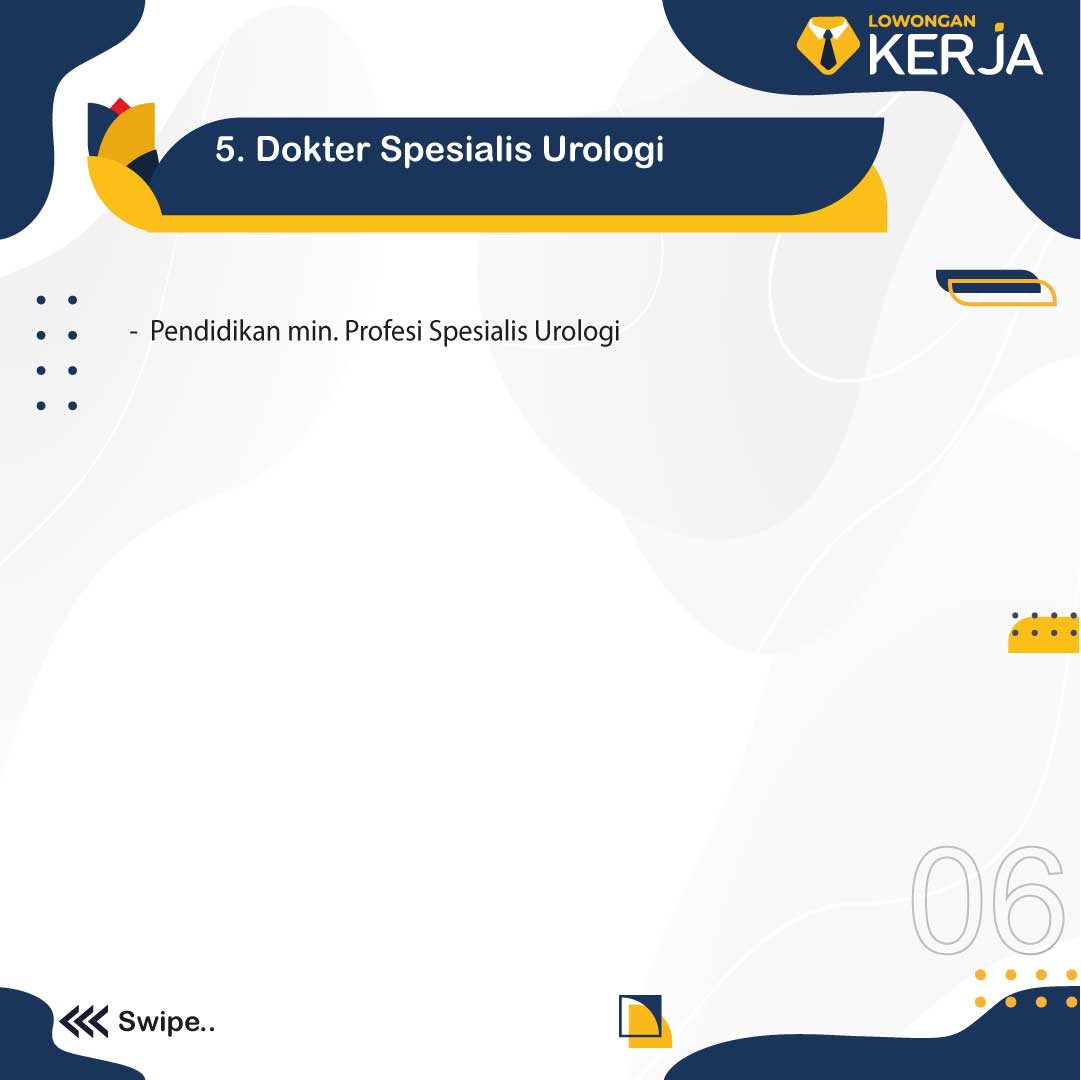 LOWONGAN
KERJA
5. Dokter Spesialis Urologi
- Pendidikan min. Profesi Spesialis Urologi
06
Swipe..